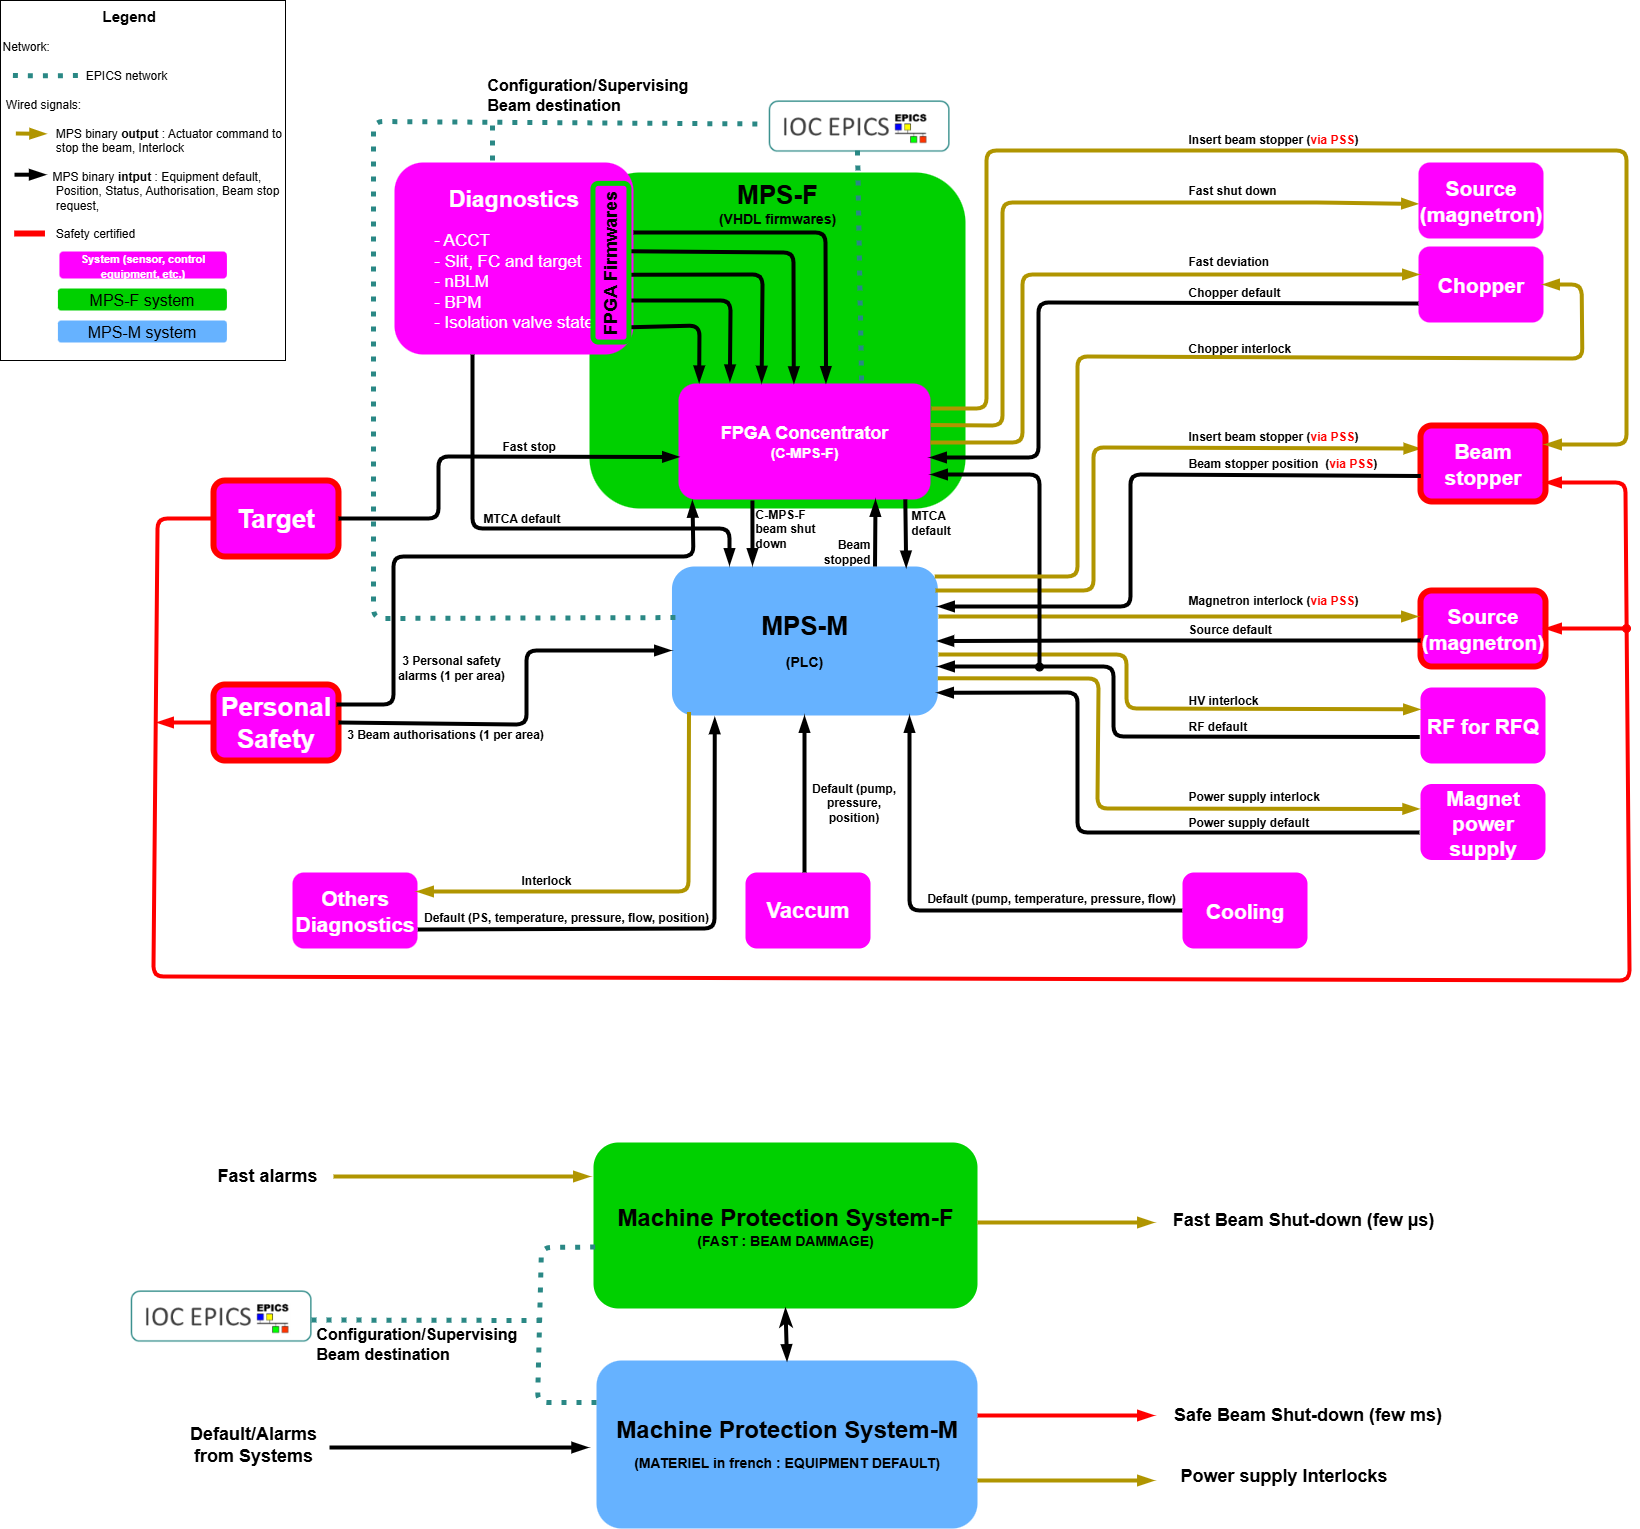 Legend
Network:
EPICS network
Wired signals:
MPS binary output : Actuator command to
stop the beam, Interlock
MPS binary intput : Equipment default,
Position, Status, Authorisation, Beam stop
request,
Safety certified
System (sensor, control
equipment, etc.)
MPS-F system
MPS-M system
Configuration/Supervising
Beam destination
IOC EPICS
EPICS
Diagnostics
- ACCT
- Slit, FC and target
- nBLM
- BPM
- Isolation valve state
FPGA Firmwares
MPS-F
(VHDL firmwares)
FPGA Concentrator
(C-MPS-F)
Insert beam stopper (via PSS)
Fast shut down
Source
(magnetron)
Fast deviation
Chopper default
Chopper
Chopper interlock
Insert beam stopper (via PSS)
Beam stopper position (via PSS)
Beam
stopper
Fast stop
Target
MTCA default
C-MPS-F
beam shut
down
Beam
stopped
MTCA
default
MPS-M
(PLC)
Magnetron interlock (via PSS)
Source default
Source
(magnetron)
3 Personal safety
alarms (1 per area)
Personal
Safety
3 Beam authorisations (1 per area)
HV interlock
RF default
RF for RFQ
Power supply interlock
Power supply default
Magnet
power
supply
Default (pump,
pressure,
position)
Interlock
Others
Diagnostics
Default (PS, temperature, pressure, flow, position)
Vaccum
Default (pump, temperature, pressure, flow)
Cooling
Fast alarms
Machine Protection System-F
(FAST : BEAM DAMMAGE)
Fast Beam Shut-down (few µs)
IOC EPICS
EPICS
Configuration/Supervising
Beam destination
Default/Alarms
from Systems
Machine Protection System-M
(MATERIEL in french : EQUIPMENT DEFAULT)
Safe Beam Shut-down (few ms)
Power supply Interlocks